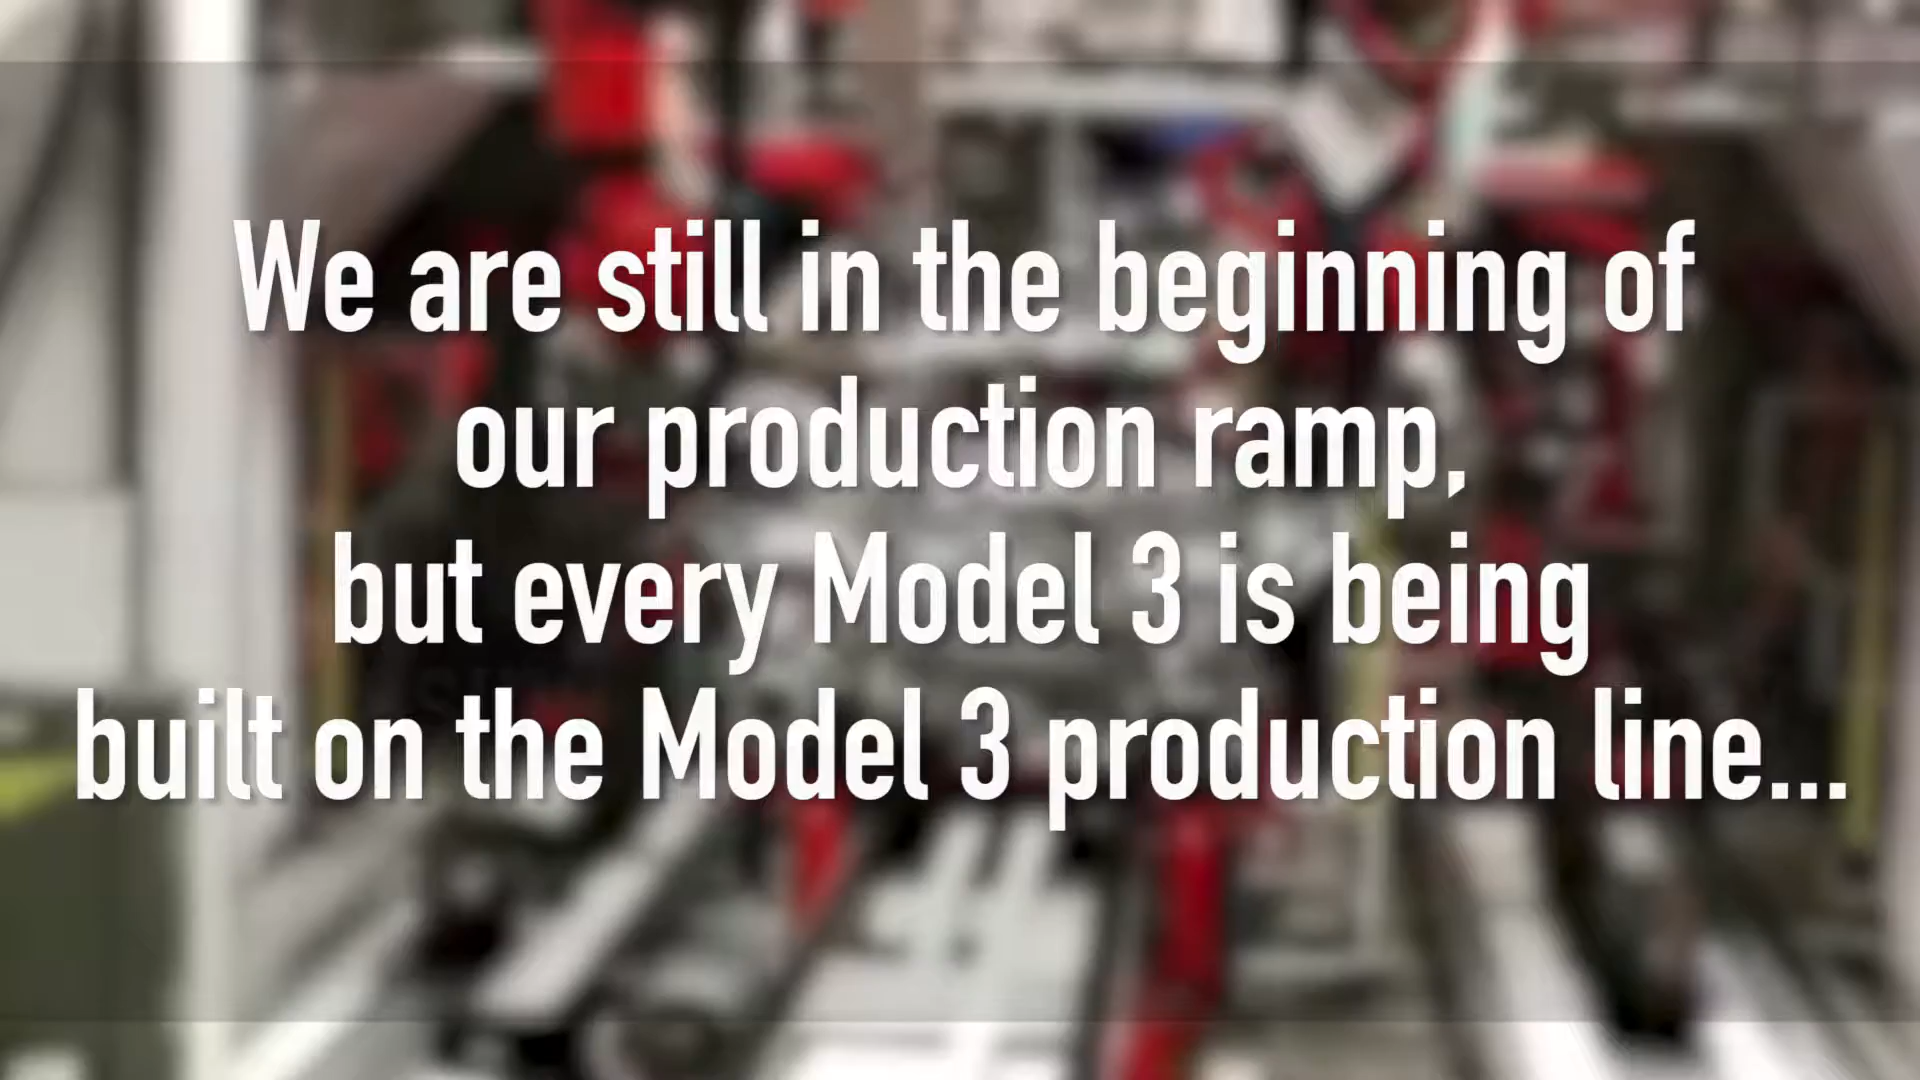 We are still in the beginning of
our production ramp,
but every Model 3 is being
built on the Model 3 production line...